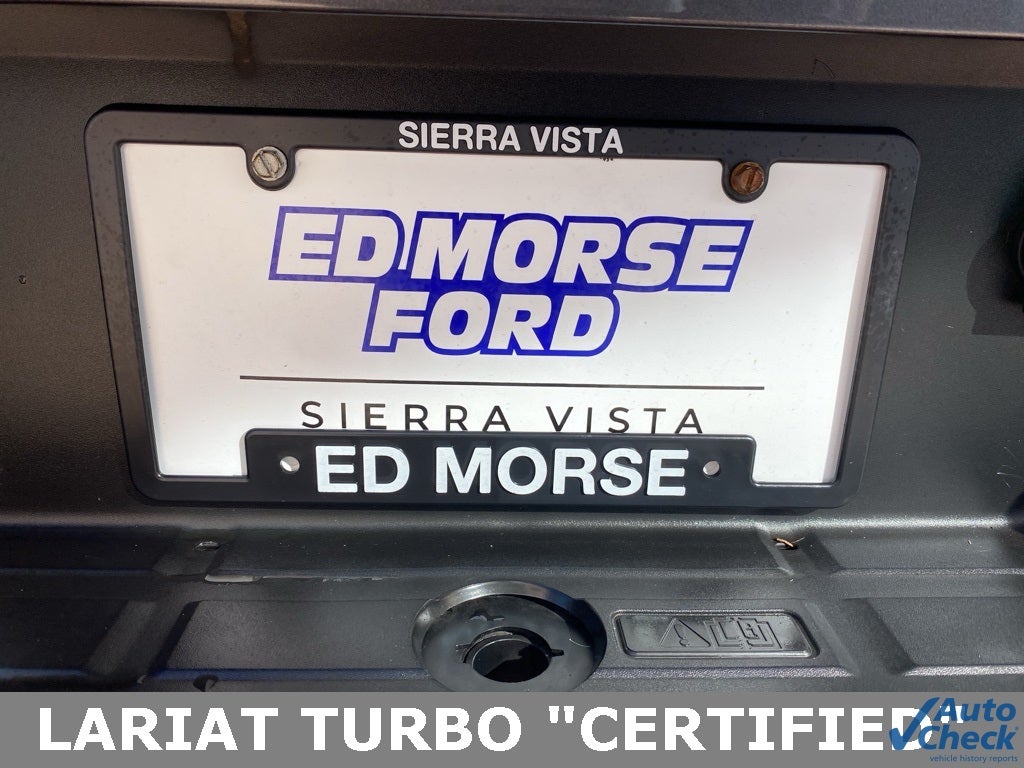 SIERRA VISTA
ED MORSE
FORD
SIERRA VISTA
ED MORSE
LARIAT TURBO "CERTIFIED
Auto
Check
vehicle history reports